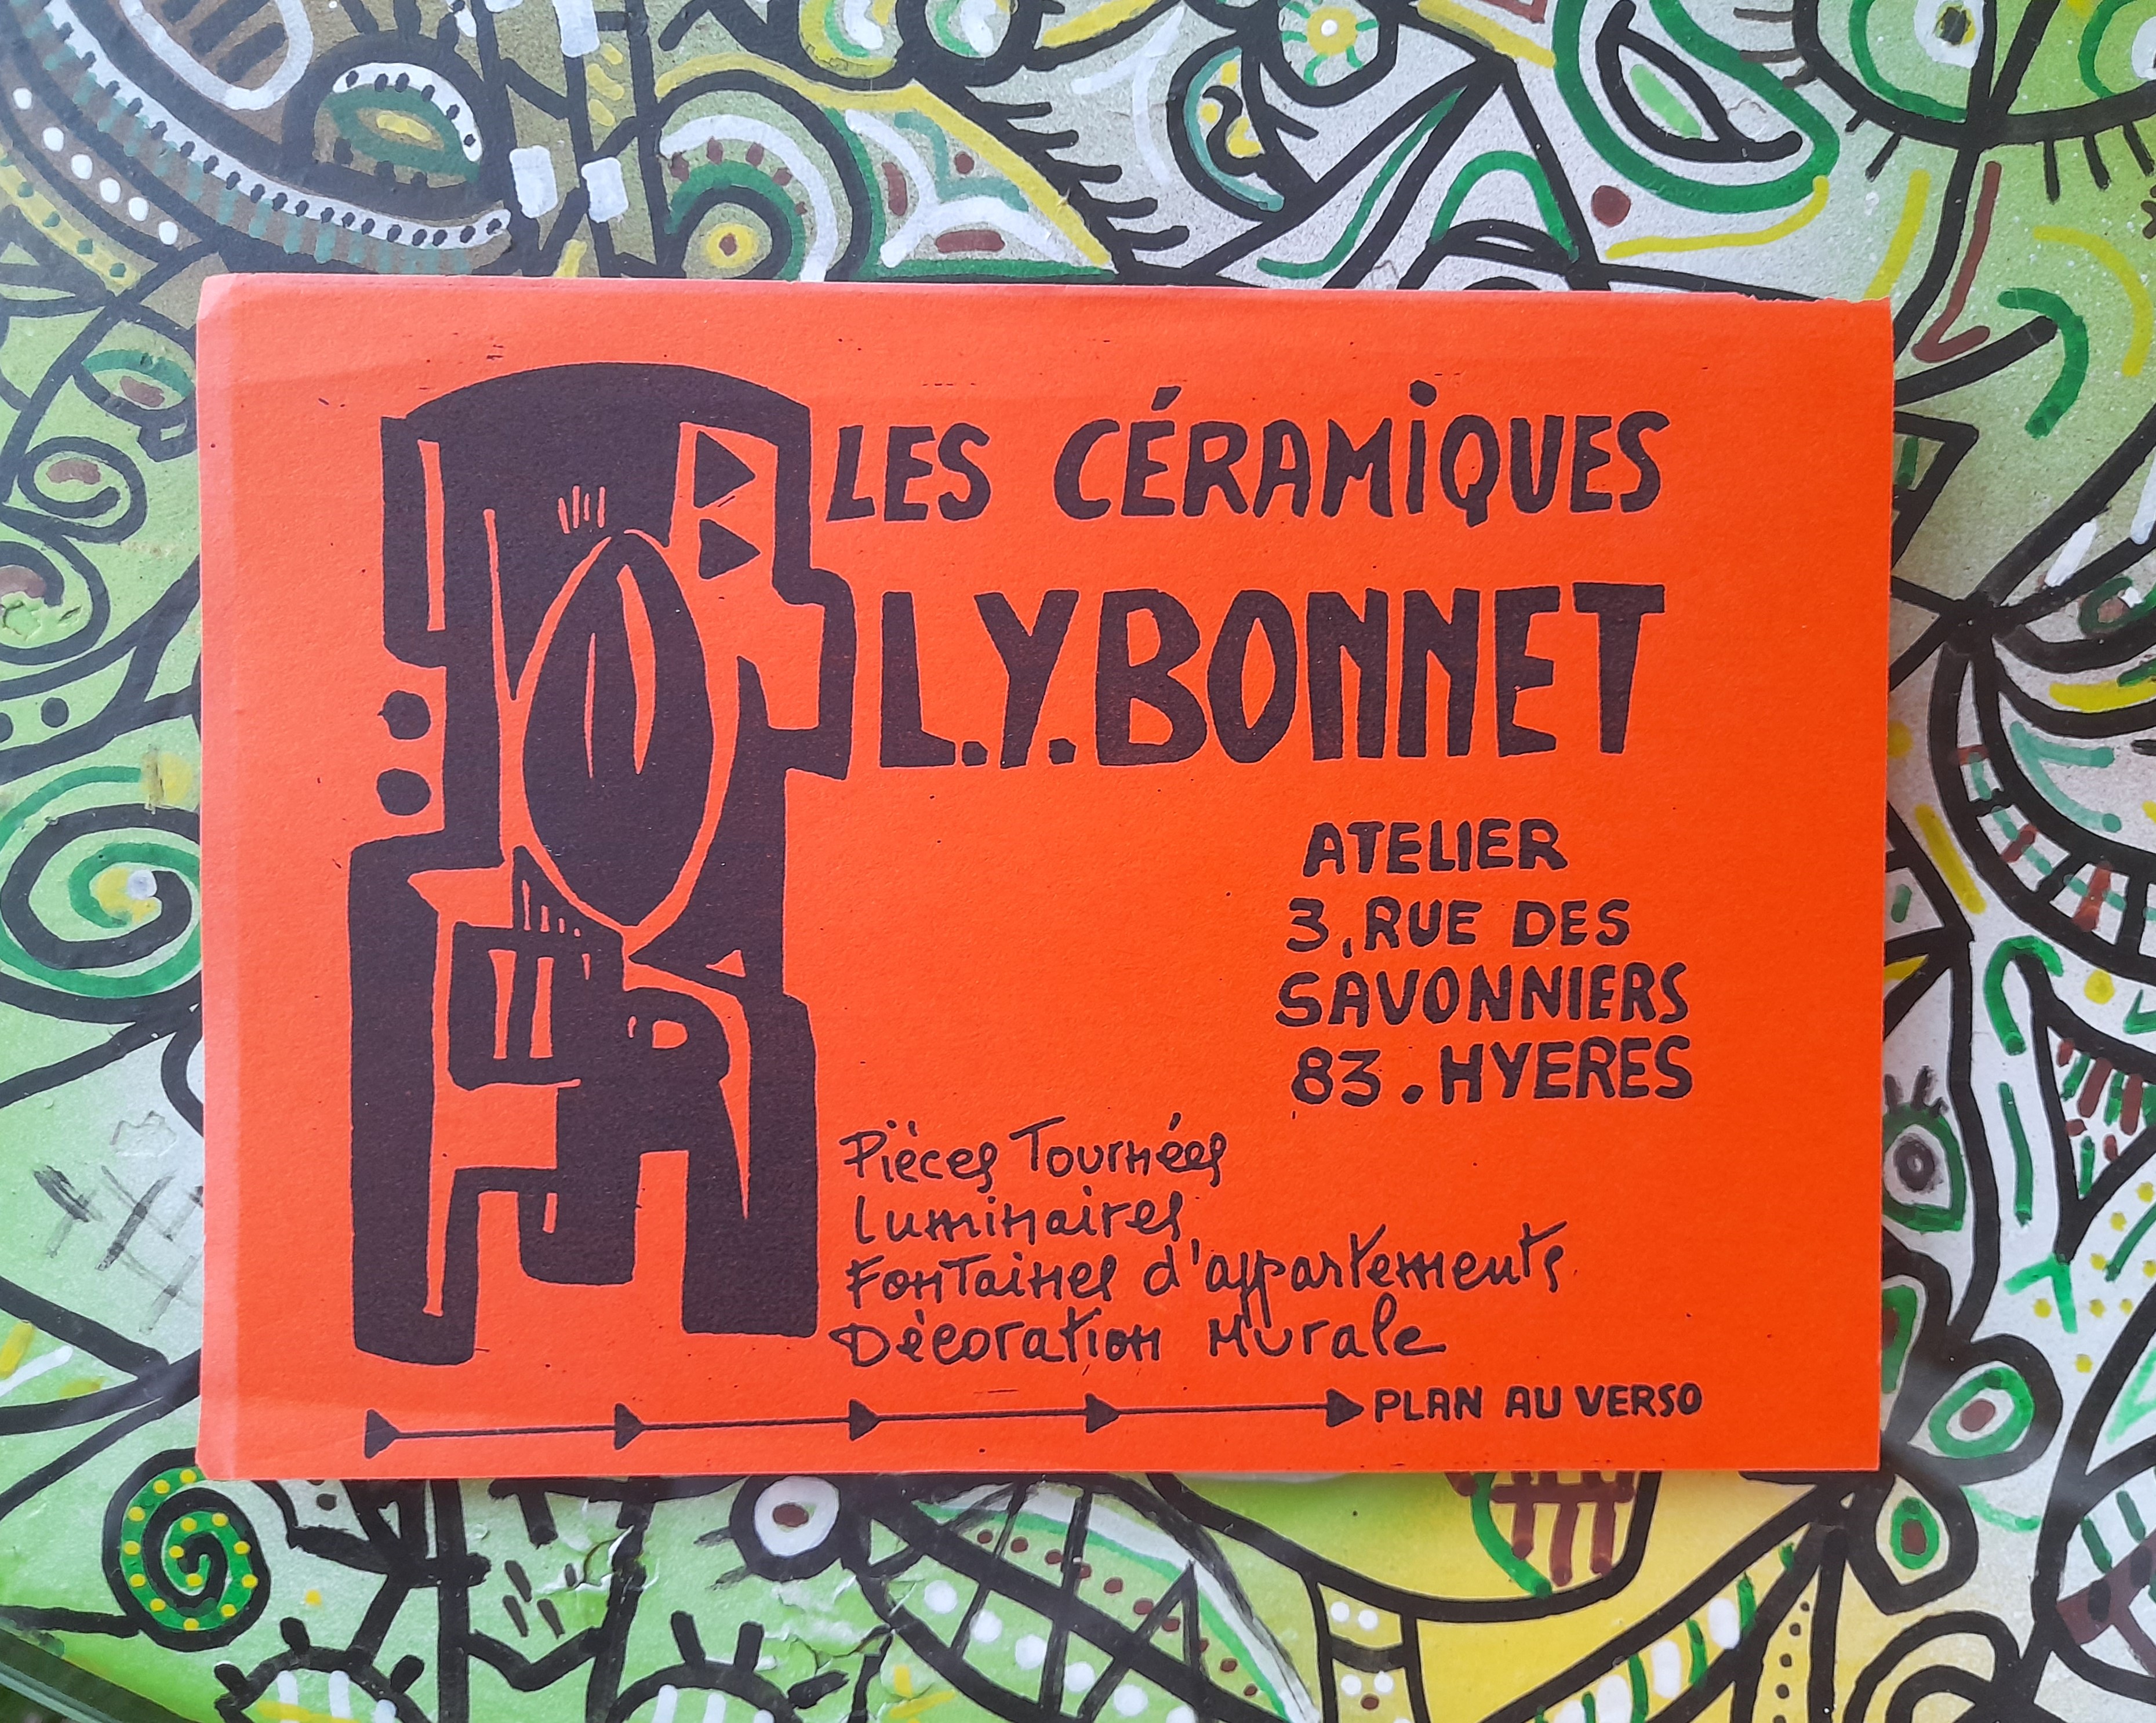 LES CÉRAMIQUES
L.Y.BONNET
ATELIER
3, RUE DES
SAVONNIERS
83. HYERES
Pièces Tournées
Luminaires
Fontaines d'appartements
Décoration Murale
PLAN AU VERSO